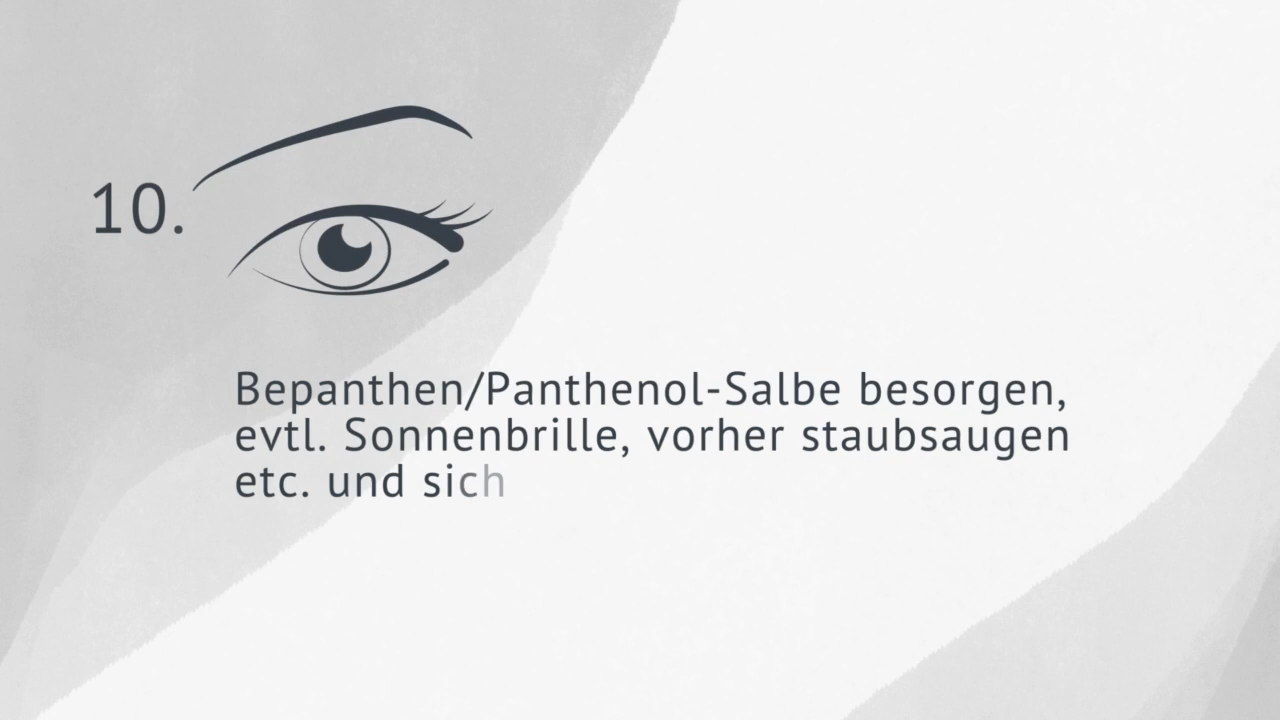 10.
Bepanthen/Panthenol-Salbe besorgen,
evtl. Sonnenbrille, vorher staubsaugen
etc. und sich